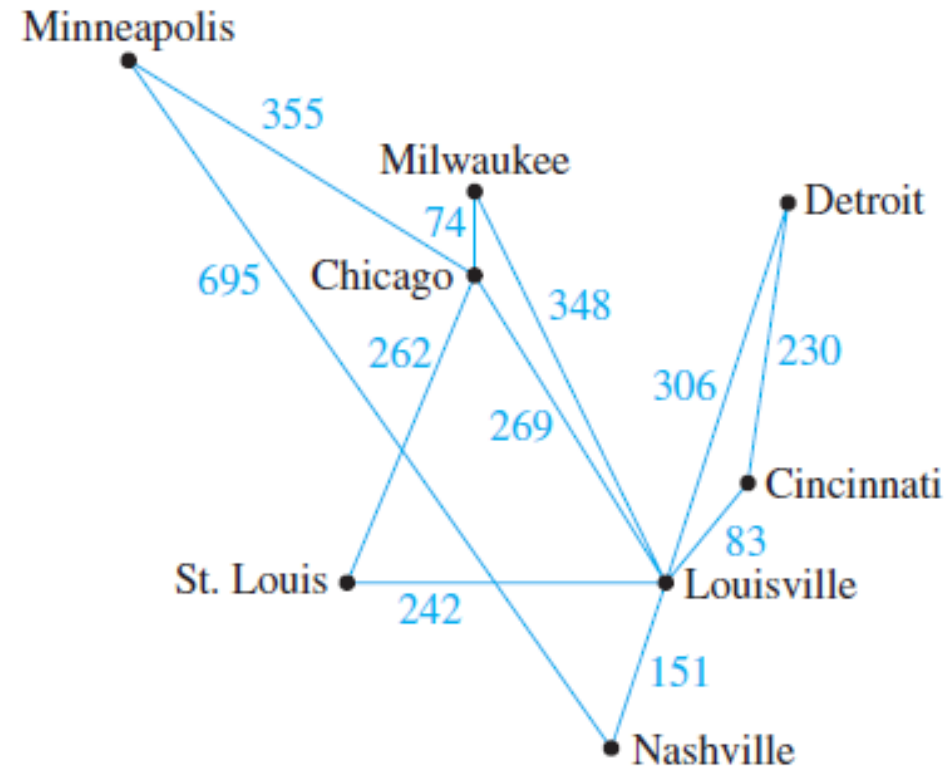 Minneapolis
355
Milwaukee
Detroit
74
Chicago
695
348
262
230
306
269
Cincinnati
83
St. Louis
Louisville
242
151
Nashville